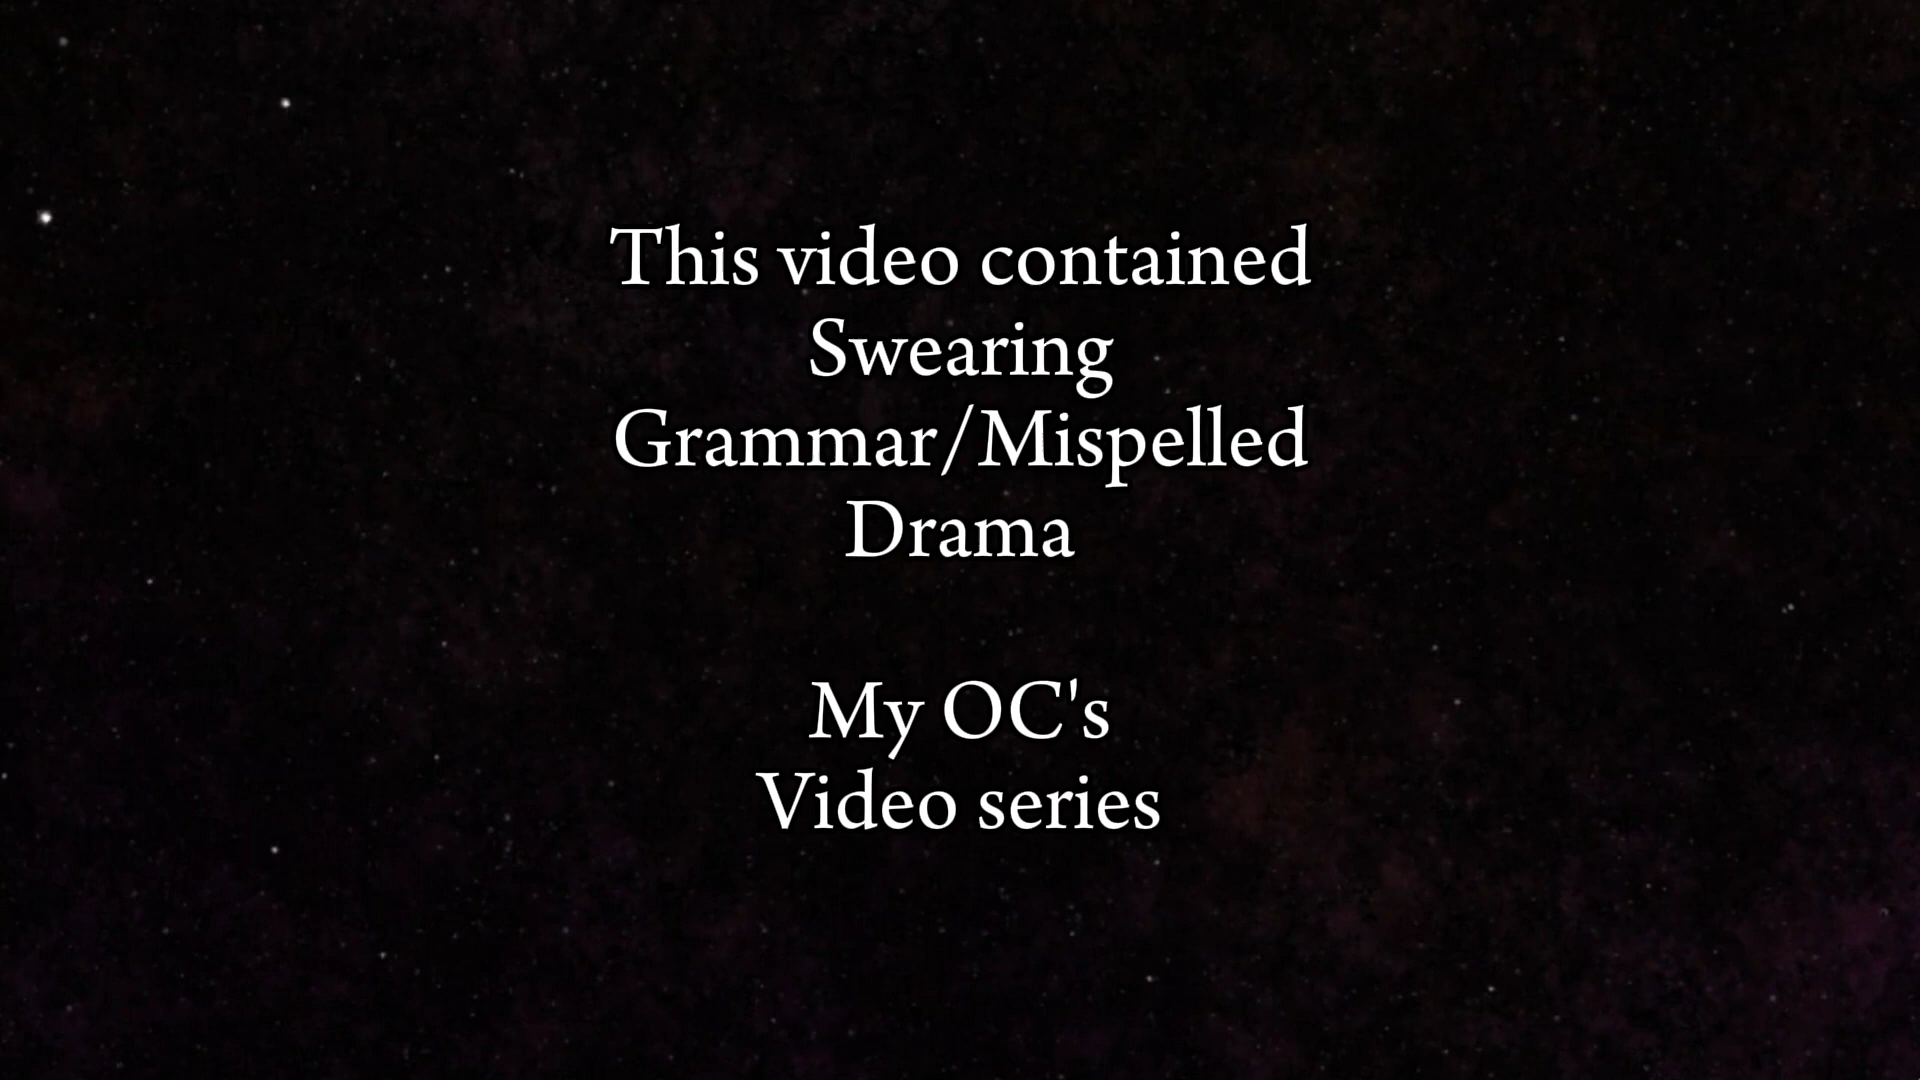 This video contained
Swearing
Grammar/Mispelled
Drama
My OC's
Video series